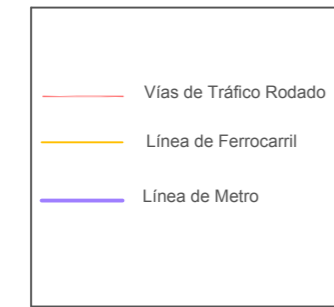 Vías de Tráfico Rodado
Línea de Ferrocarril
Línea de Metro